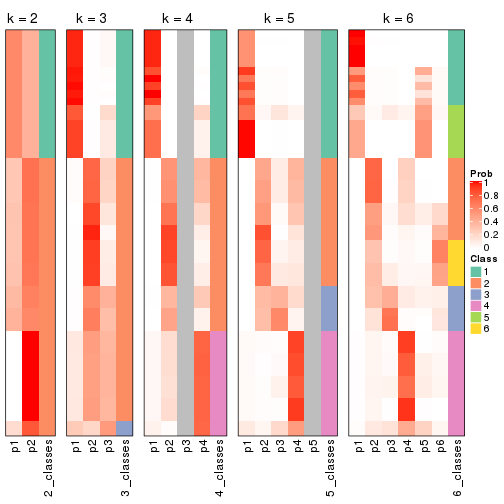 k = 2
k = 3
k = 4
k = 5
k = 6
p1
p2
2_classes
p1
p2
p3
3_classes
p1
p2
p3
p4
4_classes
p1
p2
p3
p4
p5
5_classes
p1
p2
p3
p4
p5
p6
6_classes
Prob
1
0.8
0.6
0.4
0.2
0
Class
1
2
3
4
5
6